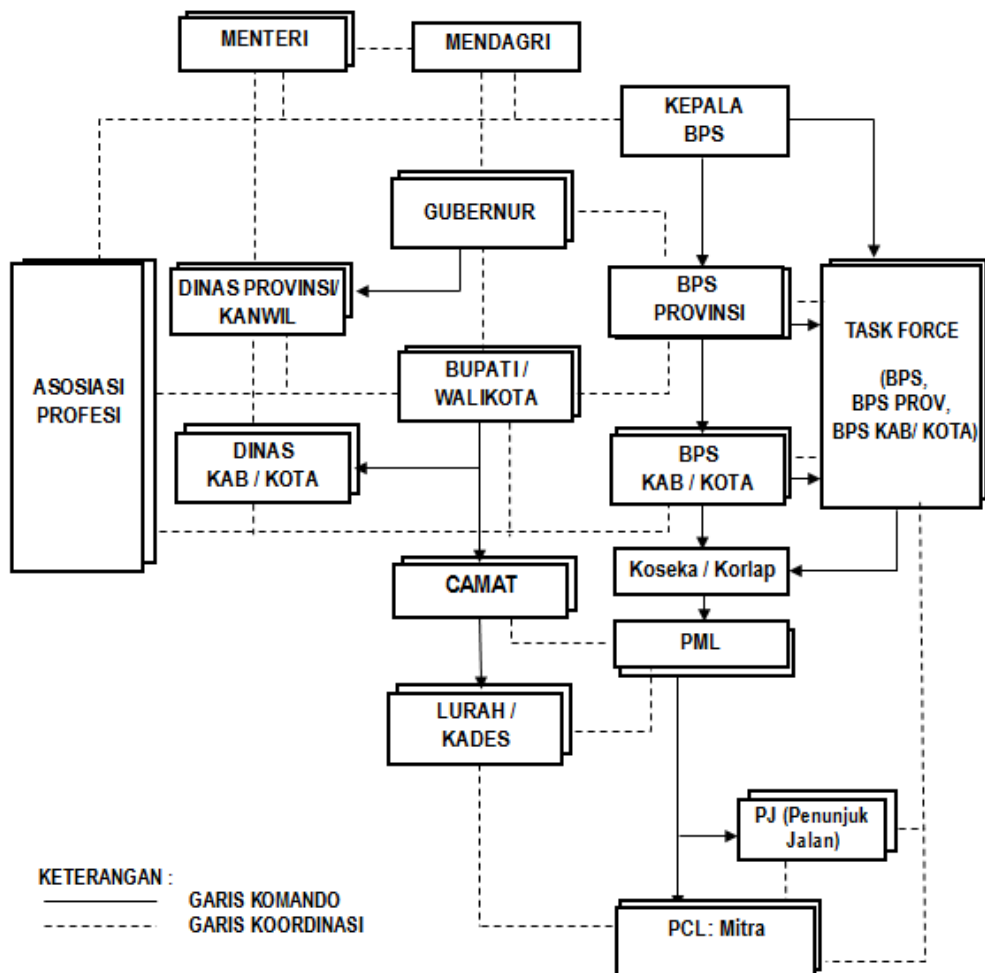 MENTERI
MENDAGRI
KEPALA
BPS
GUBERNUR
DINAS PROVINSI/
KANWIL
BPS
PROVINSI
TASK FORCE
(BPS,
BPS PROV,
BPS KAB/ KOTA)
ASOSIASI
PROFESI
BUPATI /
WALIKOTA
DINAS
KAB / KOTA
BPS
KAB / KOTA
Koseka / Korlap
CAMAT
PML
LURAH /
KADES
PJ (Penunjuk
Jalan)
PCL: Mitra
KETERANGAN :
GARIS KOMANDO
GARIS KOORDINASI